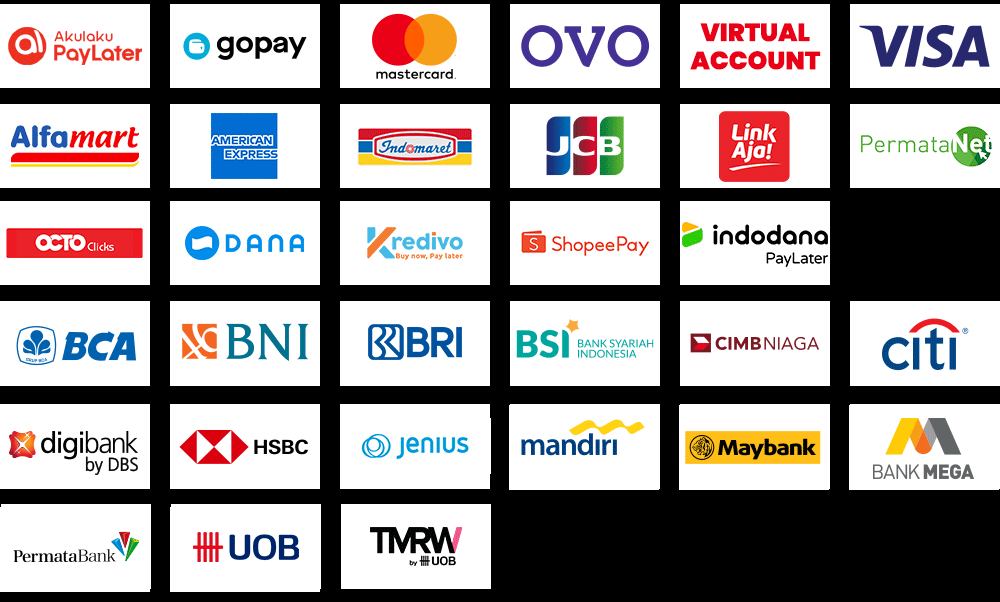 Akulaku
PayLater
gopay
mastercard.
OVO
VIRTUAL
ACCOUNT
VISA
Alfamart
AMERICAN
EXPRESS
Indomaret
JCB
Link
Aja!
PermataNet
OCTO Clicks
DANA
Kredivo
Buy now, Pay later
ShopeePay
indodana
PayLater
GRUP BCA
BCA
BNI
BRI
BSI
BANK SYARIAH
INDONESIA
CIMB NIAGA
citi®
digibank
by DBS
HSBC
Jenius
mandiri
Maybank
BANK MEGA
PermataBank
UOB
TMRW
by UOB